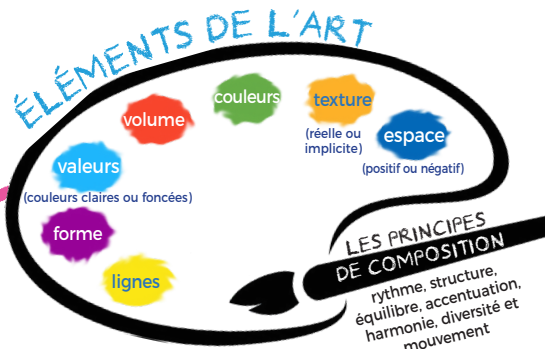 ÉLÉMENTS DE L'ART
couleurs
texture
(réelle ou
implicite)
volume
espace
(positif ou négatif)
valeurs
(couleurs claires ou foncées)
forme
lignes
LES PRINCIPES
DE COMPOSITION
rythme, structure,
équilibre, accentuation,
harmonie, diversité et
mouvement